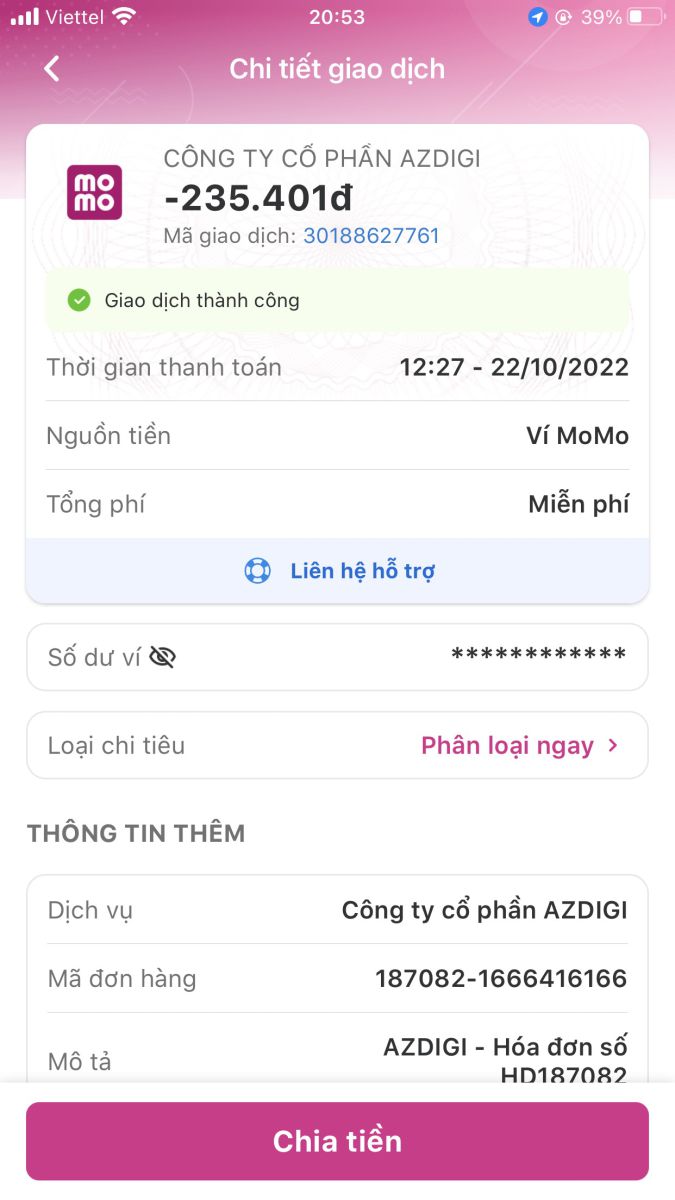 Viettel 20:53 39%
Chi tiết giao dịch
CÔNG TY CỔ PHẦN AZDIGI
mo
mo
-235.401đ
Mã giao dịch: 30188627761
Giao dịch thành công
Thời gian thanh toán 12:27 - 22/10/2022
Nguồn tiền Ví MoMo
Tổng phí Miễn phí
Liên hệ hỗ trợ
Số dư ví ************
Loại chi tiêu Phân loại ngay
THÔNG TIN THÊM
Dịch vụ Công ty cổ phần AZDIGI
Mã đơn hàng 187082-1666416166
Mô tả AZDIGI - Hóa đơn số
HD187082
Chia tiền